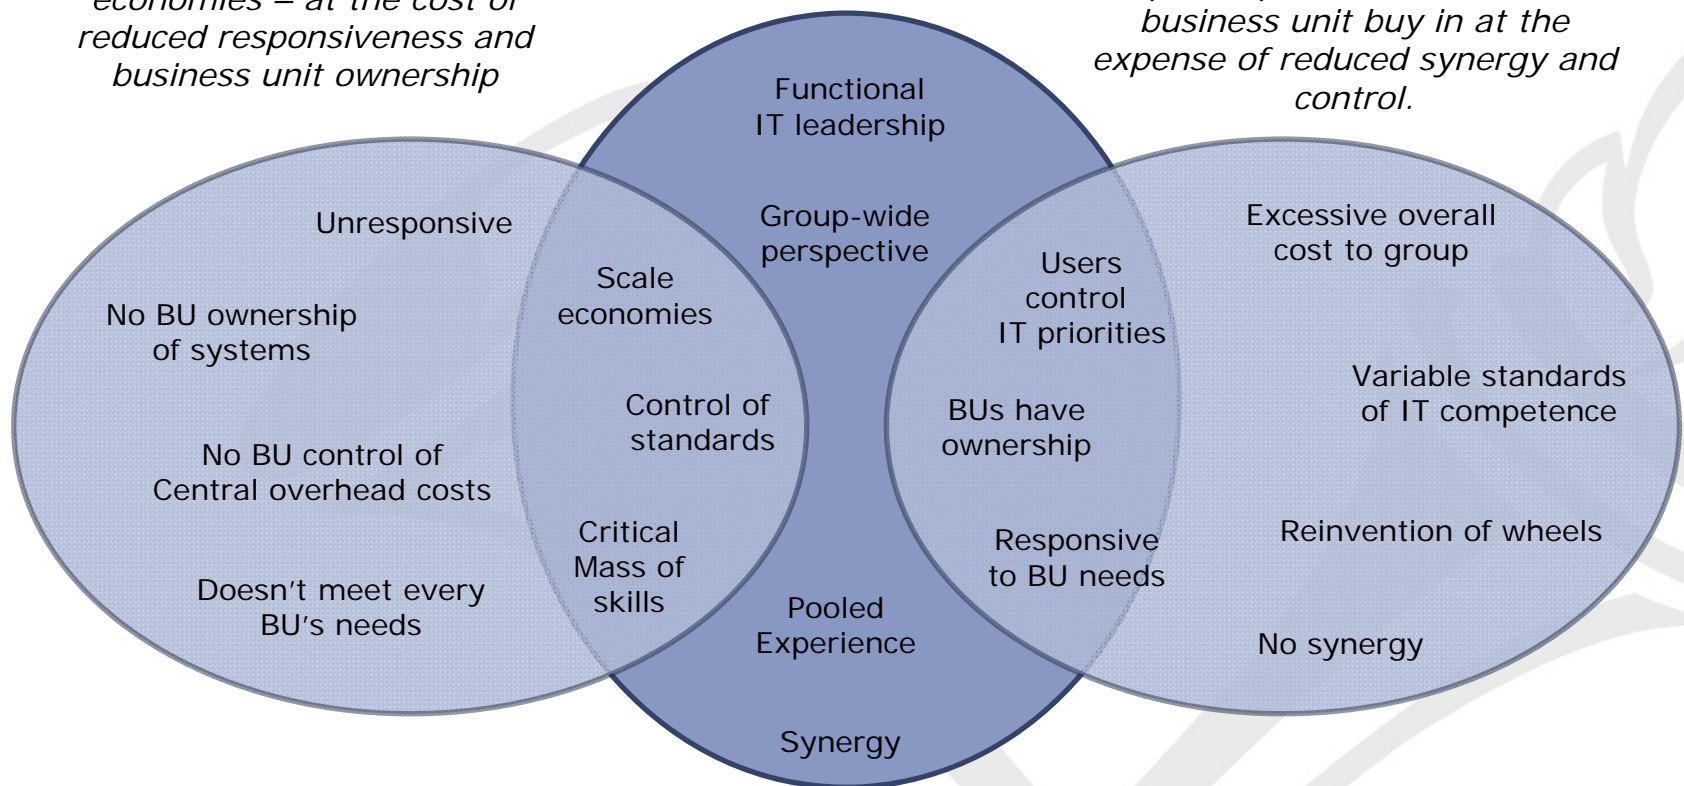 economies – at the cost of
reduced responsiveness and
business unit ownership
business unit buy in at the
expense of reduced synergy and
control.
Functional
IT leadership
Group-wide
perspective
Pooled
Experience
Synergy
Unresponsive
No BU ownership
of systems
No BU control of
Central overhead costs
Doesn’t meet every
BU’s needs
Scale
economies
Control of
standards
Critical
Mass of
skills
Users
control
IT priorities
BUs have
ownership
Responsive
to BU needs
Excessive overall
cost to group
Variable standards
of IT competence
Reinvention of wheels
No synergy